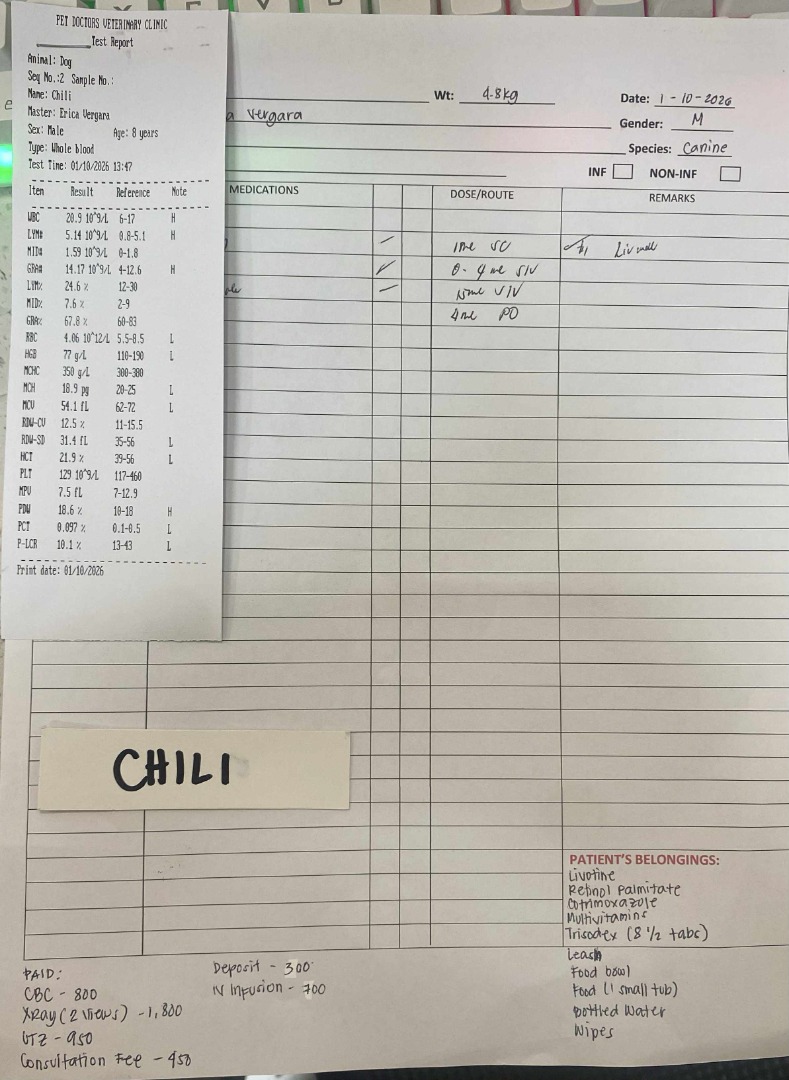 PET DOCTORS VETERINARY CLINIC
Test Report
Animal: Dog
Seq No.:2 Sample No.:
Name: Chili
Master: Erica Vergara
Sex: Male Age: 8 years
Type: Whole blood
Test Time: 01/10/2026 13:47
Item Result Reference Note
WBC 20.9 10^9/L 6-17 H
LYM# 5.14 10^9/L 0.8-5.1 H
MID# 1.59 10^9/L 0-1.8
GRA# 14.17 10^9/L 4-12.6 H
LYM% 24.6 % 12-30
MID% 7.6 % 2-9
GRA% 67.8 % 60-83
RBC 4.06 10^12/L 5.5-8.5 L
HGB 77 g/L 110-190 L
MCHC 350 g/L 300-380
MCH 18.9 pg 20-25 L
MCV 54.1 fL 62-72 L
RDW-CV 12.5 % 11-15.5
RDW-SD 31.4 fL 35-56 L
HCT 21.9 % 39-56 L
PLT 129 10^9/L 117-460
MPV 7.5 fL 7-12.9
PDW 18.6 % 10-18 H
PCT 0.097 % 0.1-0.5 L
P-LCR 10.1 % 13-43 L
Print date: 01/10/2026
Wt: 4.8kg
Date: 1-10-2026
a Vergara
Gender: M
Species: Canine
INF NON-INF
MEDICATIONS DOSE/ROUTE REMARKS
1ml SC
0.4 ml SIV
15ml SIV
4ml PO
CHILI
PATIENT'S BELONGINGS:
Livotine
Retinol Palmitate
Cotrimoxazole
Multivitamins
Trisodex (8 1/2 tabs)
Leash
Food bowl
Food (1 small tub)
Bottled Water
Wipes
PAID:
CBC - 800
Xray (2 views) - 1,800
UTZ - 950
Consultation Fee - 450
Deposit - 300
IV Infusion - 700